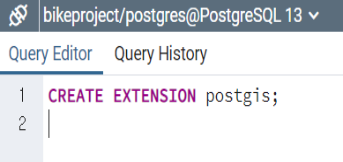 bikeproject/postgres@PostgreSQL 13
Query Editor Query History
1 CREATE EXTENSION postgis;
2